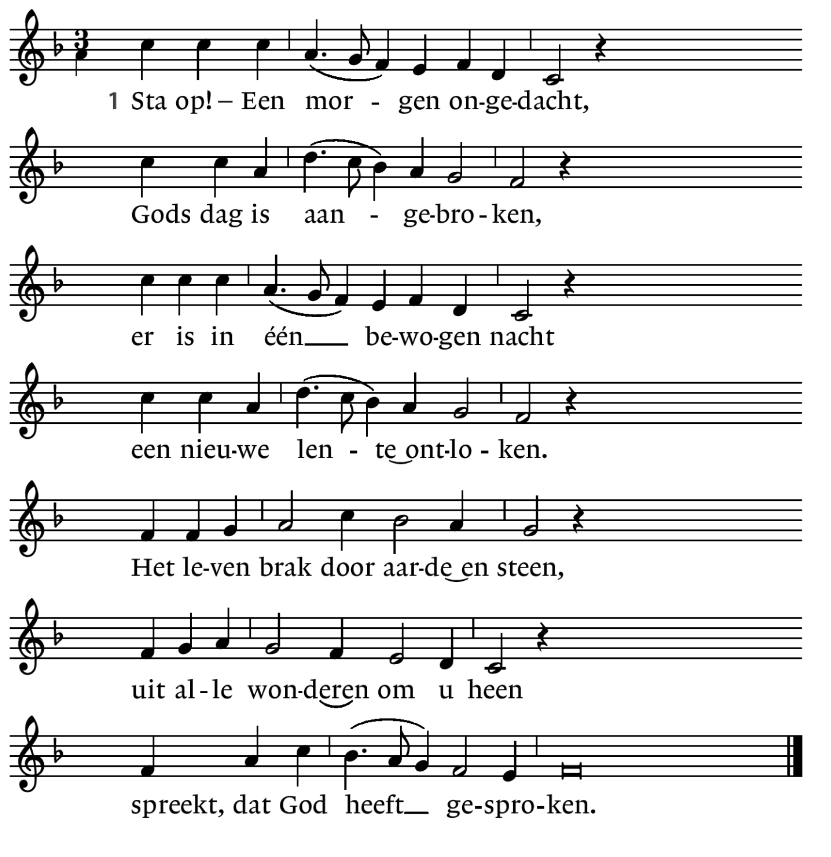 3
1 Sta op! – Een mor - gen on-ge-dacht,
Gods dag is aan - ge-bro-ken,
er is in één be-wo-gen nacht
een nieu-we len - te ont-lo-ken.
Het le-ven brak door aar-de en steen,
uit al-le won-deren om u heen
spreekt, dat God heeft ge-spro-ken.